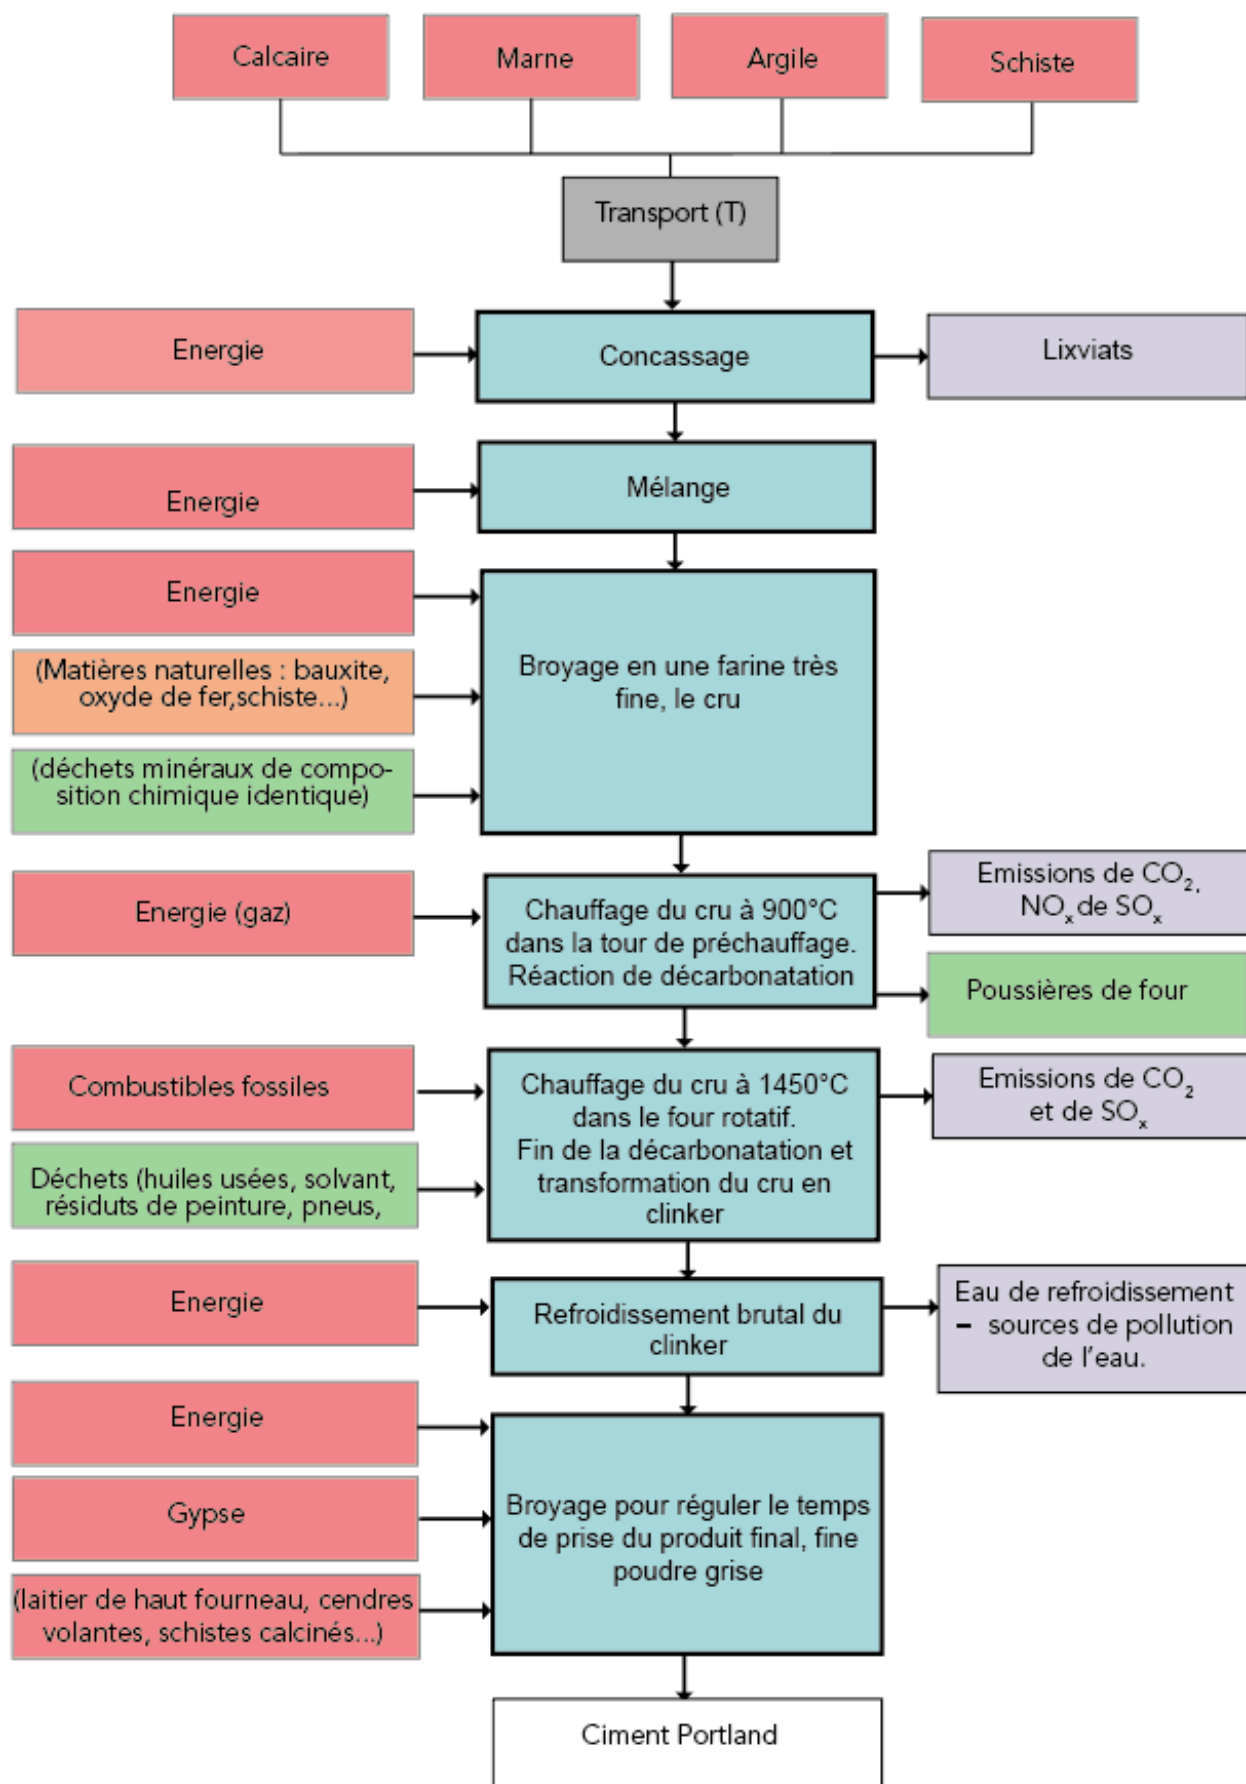 Calcaire
Marne
Argile
Schiste
Transport (T)
Energie
Concassage
Lixviats
Energie
Mélange
Energie
(Matières naturelles : bauxite,
oxyde de fer,schiste...)
(déchets minéraux de compo-
sition chimique identique)
Broyage en une farine très
fine, le cru
Energie (gaz)
Chauffage du cru à 900°C
dans la tour de préchauffage.
Réaction de décarbonatation
Emissions de CO₂,
NOₓ de SOₓ
Poussières de four
Combustibles fossiles
Déchets (huiles usées, solvant,
résiduts de peinture, pneus,
Chauffage du cru à 1450°C
dans le four rotatif.
Fin de la décarbonatation et
transformation du cru en
clinker
Emissions de CO₂
et de SOₓ
Energie
Refroidissement brutal du
clinker
Eau de refroidissement
– sources de pollution
de l'eau.
Energie
Gypse
(laitier de haut fourneau, cendres
volantes, schistes calcinés...)
Broyage pour réguler le temps
de prise du produit final, fine
poudre grise
Ciment Portland